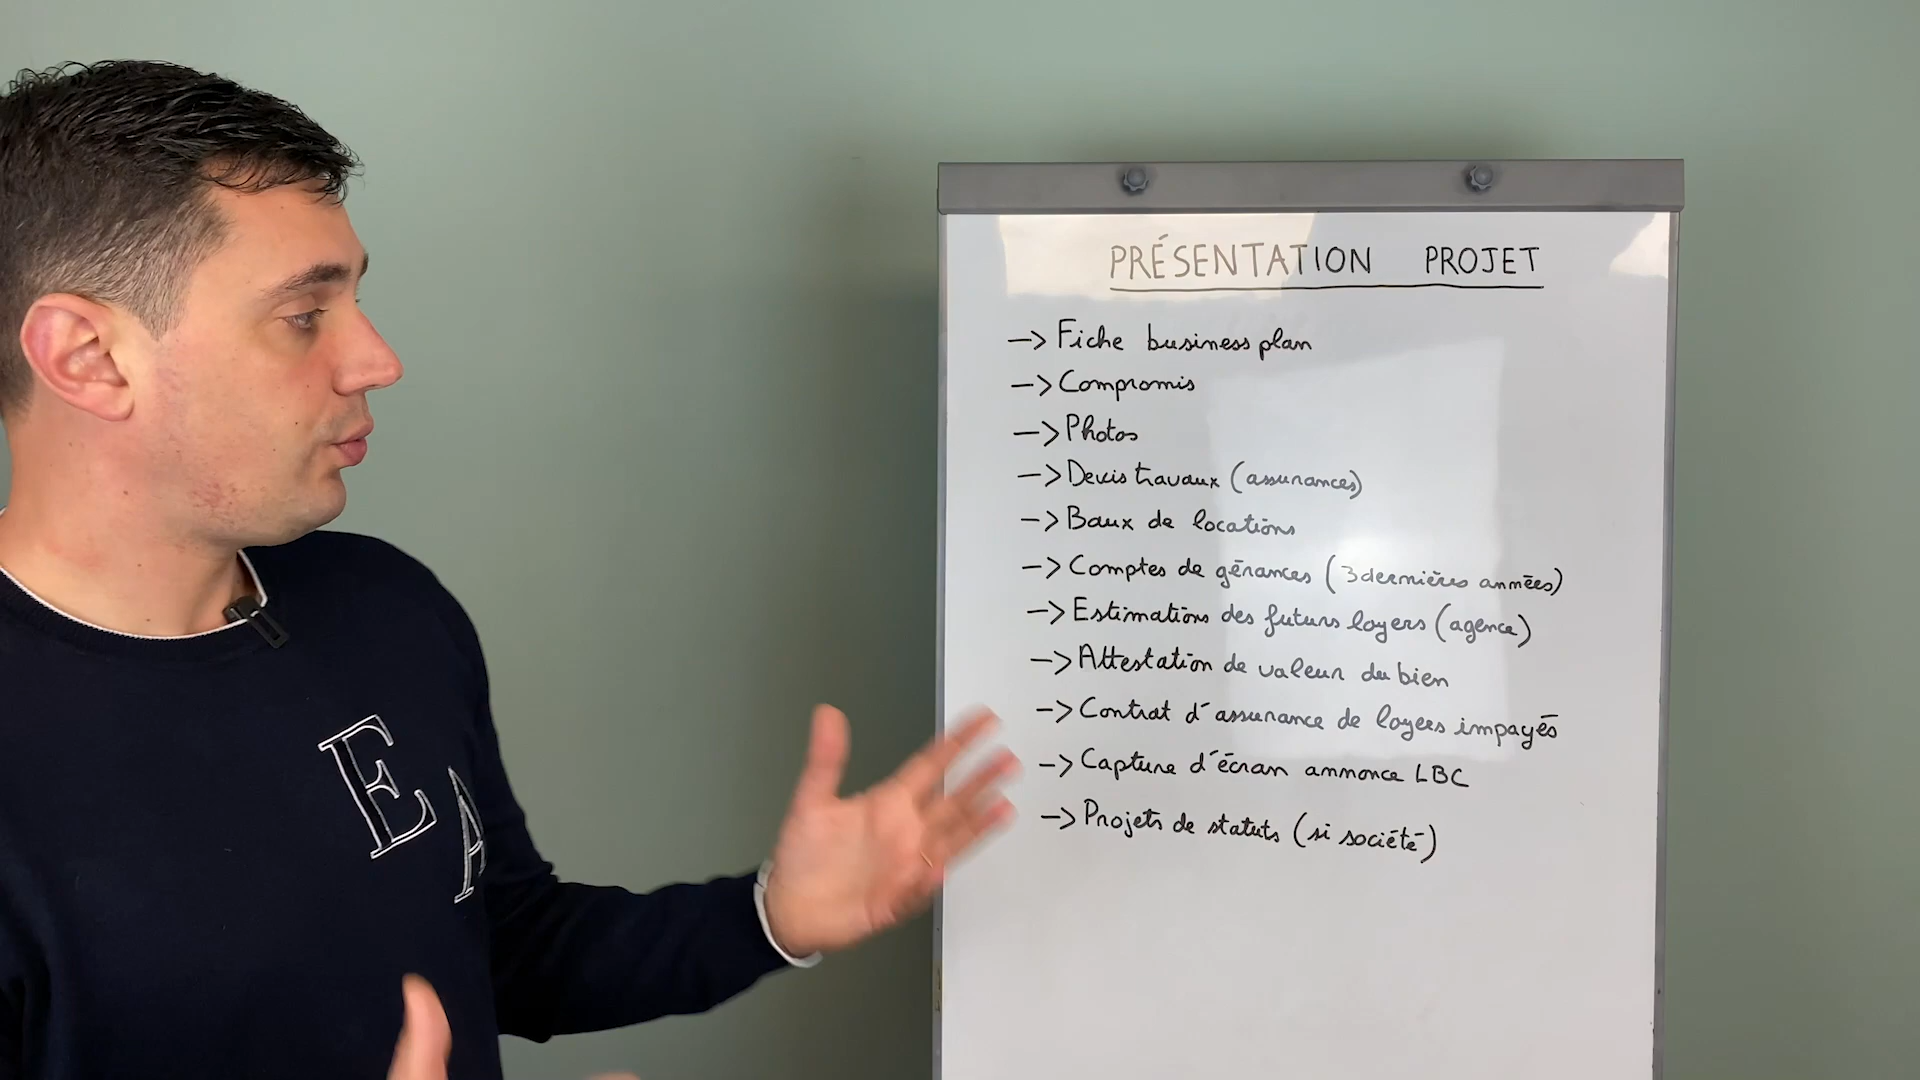 PRÉSENTATION PROJET
-> Fiche business plan
-> Compromis
-> Photos
-> Devis travaux (assurances)
-> Baux de locations
-> Comptes de gérances (3 dernières années)
-> Estimations des futurs loyers (agence)
-> Attestation de valeur du bien
-> Contrat d'assurance de loyers impayés
-> Capture d'écran annonce LBC
-> Projets de statuts (si société)
EA